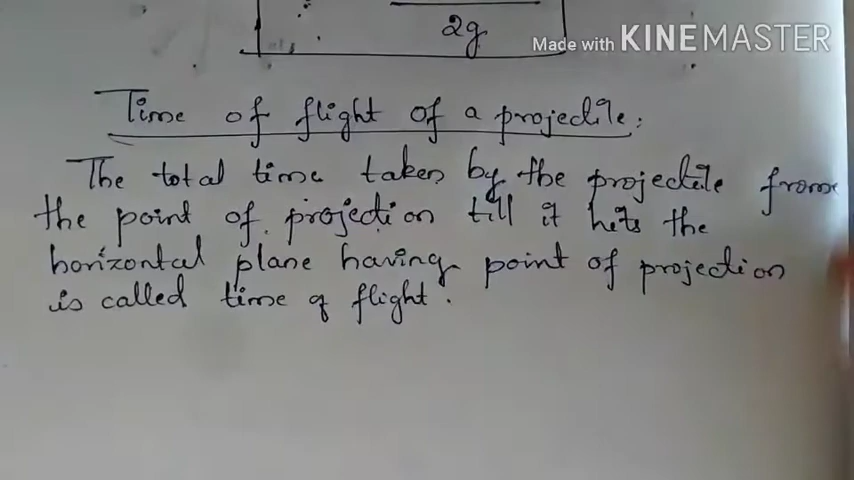 2g
Made with KINEMASTER
Time of flight of a projectile:
The total time taken by the projectile from
the point of projection till it hits the
horizontal plane having point of projection
is called time of flight.